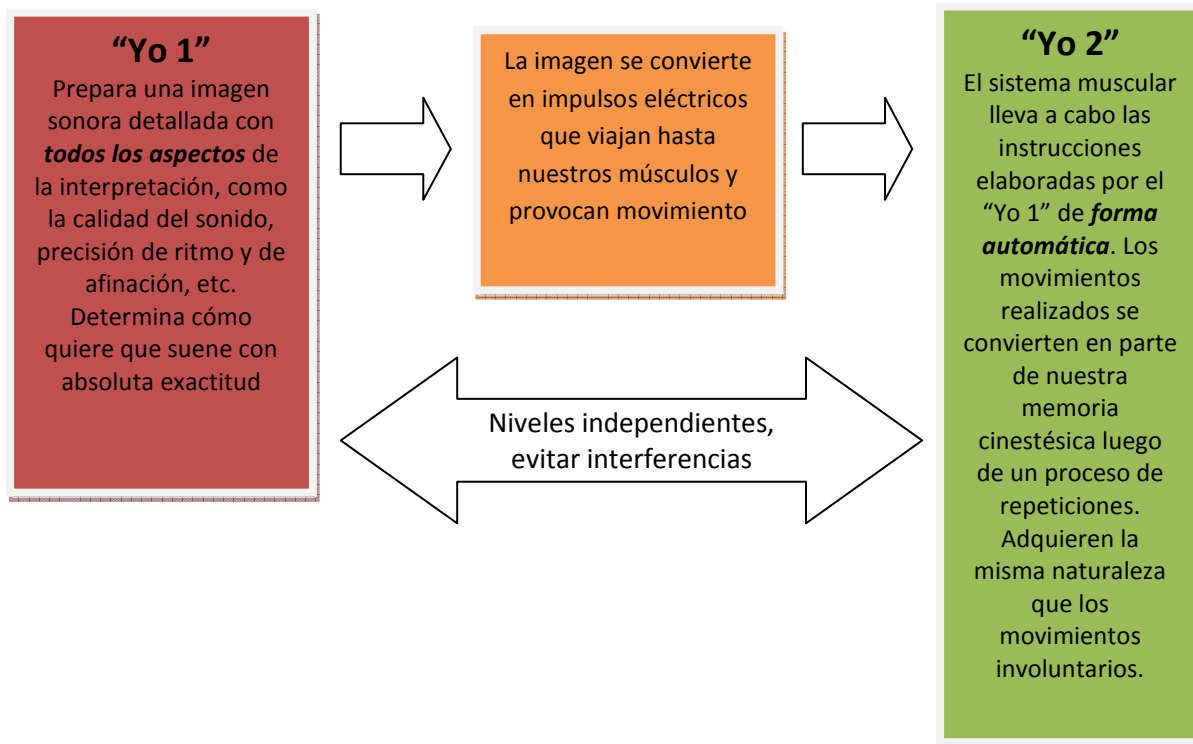 “Yo 1”
Prepara una imagen
sonora detallada con
todos los aspectos de
la interpretación, como
la calidad del sonido,
precisión de ritmo y de
afinación, etc.
Determina cómo
quiere que suene con
absoluta exactitud
La imagen se convierte
en impulsos eléctricos
que viajan hasta
nuestros músculos y
provocan movimiento
“Yo 2”
El sistema muscular
lleva a cabo las
instrucciones
elaboradas por el
“Yo 1” de forma
automática. Los
movimientos
realizados se
convierten en parte
de nuestra
memoria
cinestésica luego
de un proceso de
repeticiones.
Adquieren la
misma naturaleza
que los
movimientos
involuntarios.
Niveles independientes,
evitar interferencias